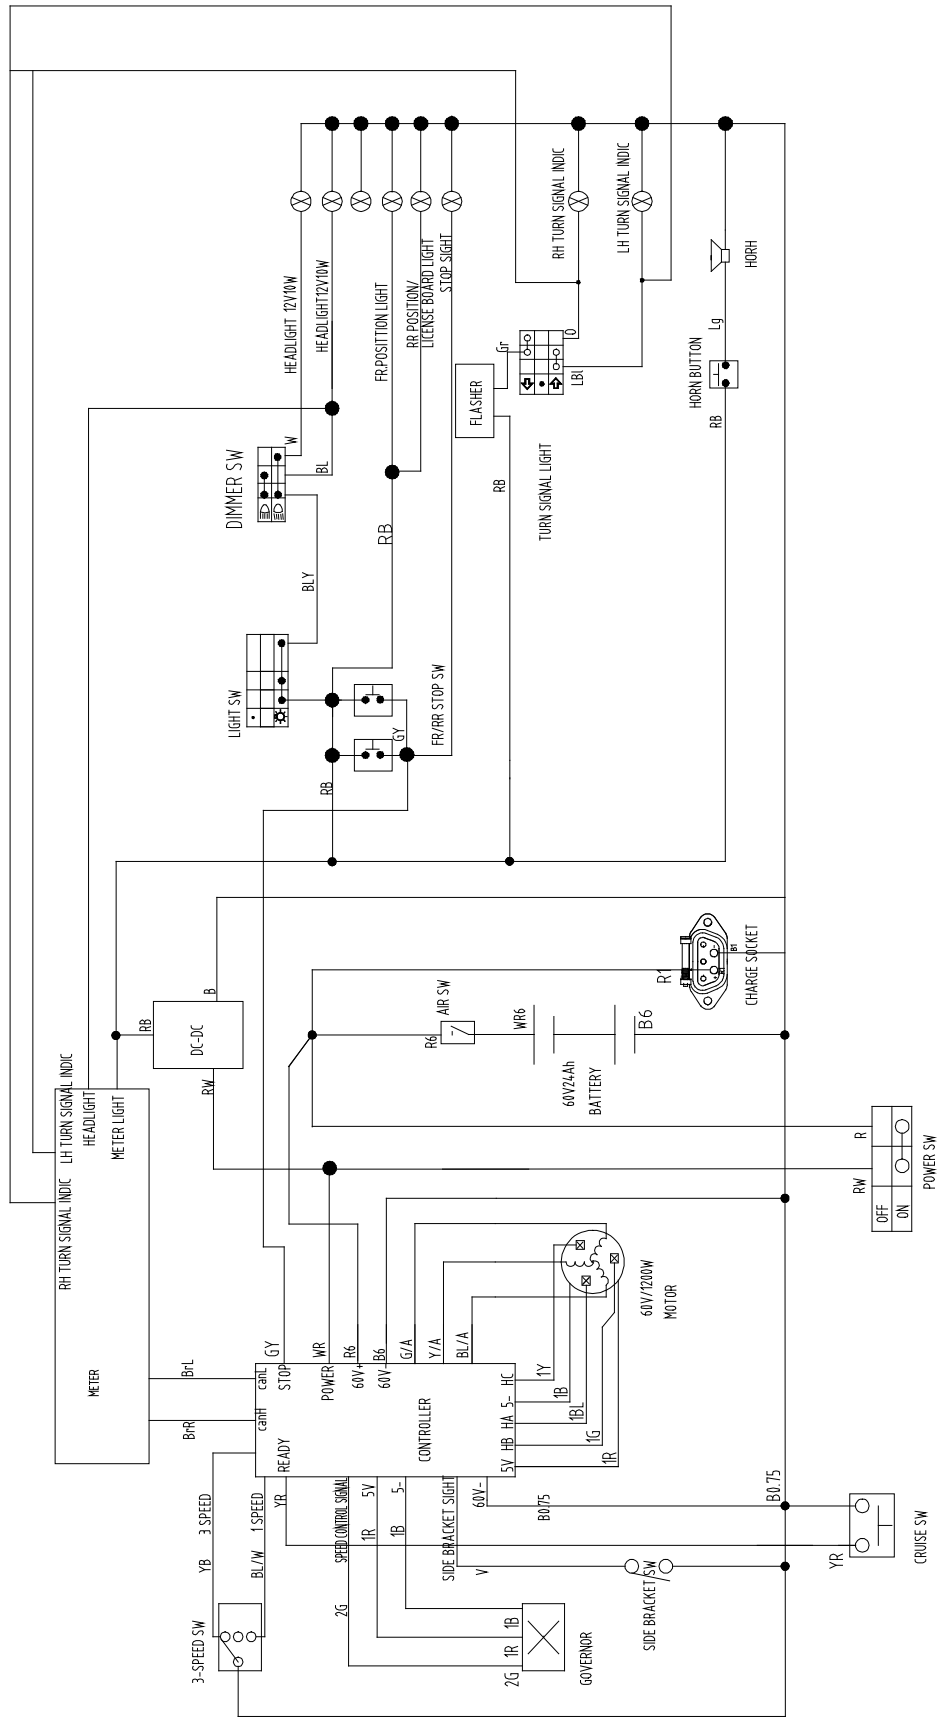 HEADLIGHT 12V10W
HEADLIGHT12V10W
FR.POSITTION LIGHT
RR POSITION/
LICENSE BOARD LIGHT
STOP SIGHT
RH TURN SIGNAL INDIC
LH TURN SIGNAL INDIC
HORH
Lg
HORN BUTTON
RB
DIMMER SW
W
BL
BLY
LIGHT SW
RB
RB
GY
FR/RR STOP SW
FLASHER
Gr
O
LBL
RB
TURN SIGNAL LIGHT
METER
RH TURN SIGNAL INDIC
LH TURN SIGNAL INDIC
HEADLIGHT
METER LIGHT
RB
B
DC-DC
RW
R1
B1
CHARGE SOCKET
AIR SW
R6
WR6
B6
60V24Ah
BATTERY
R
RW
OFF
ON
POWER SW
BrL
BrR
canL
canH
GY
STOP
WR
POWER
R6
60V+
B6
60V-
G/A
Y/A
BL/A
60V/1200W
MOTOR
CONTROLLER
READY
HC
5-
HA
HB
5V
1Y
1B
1BL
1G
1R
3 SPEED
YB
1 SPEED
BL/W
3-SPEED SW
YR
SPEED CONTROL SIGNAL
2G
5V
1R
5-
1B
SIDE BRACKET SIGHT
V
60V-
B0.75
B0.75
2G
1R
1B
GOVERNOR
SIDE BRACKET SW
YR
CRUISE SW